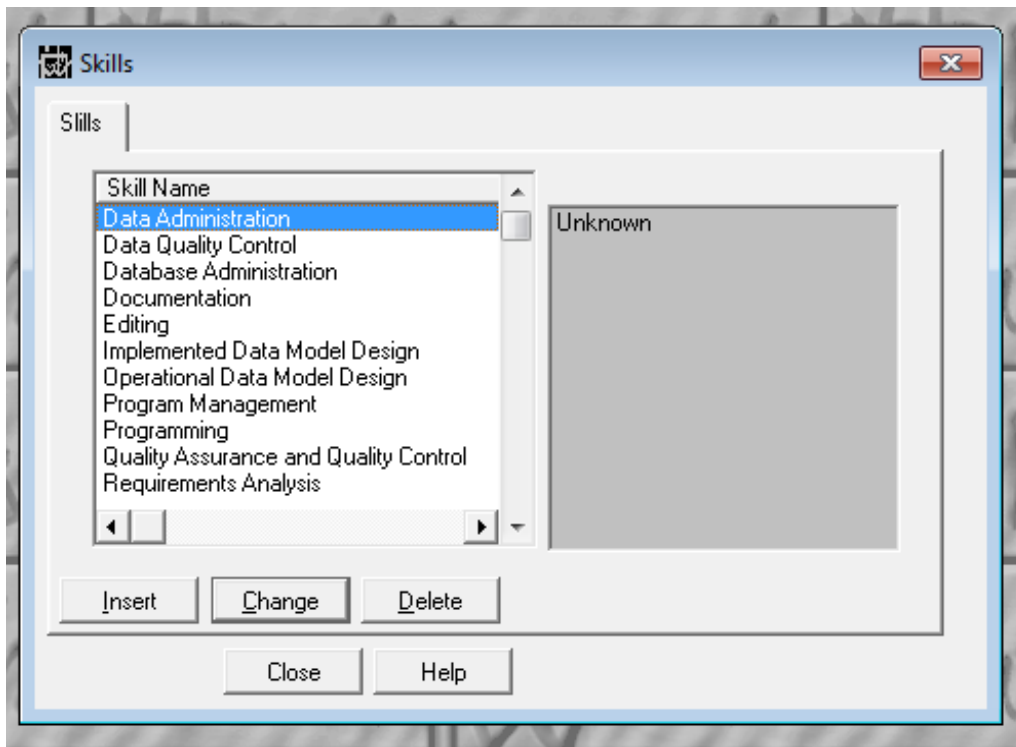 Skills
Slills
Skill Name
Data Administration
Data Quality Control
Database Administration
Documentation
Editing
Implemented Data Model Design
Operational Data Model Design
Program Management
Programming
Quality Assurance and Quality Control
Requirements Analysis
Unknown
Insert Change Delete
Close Help